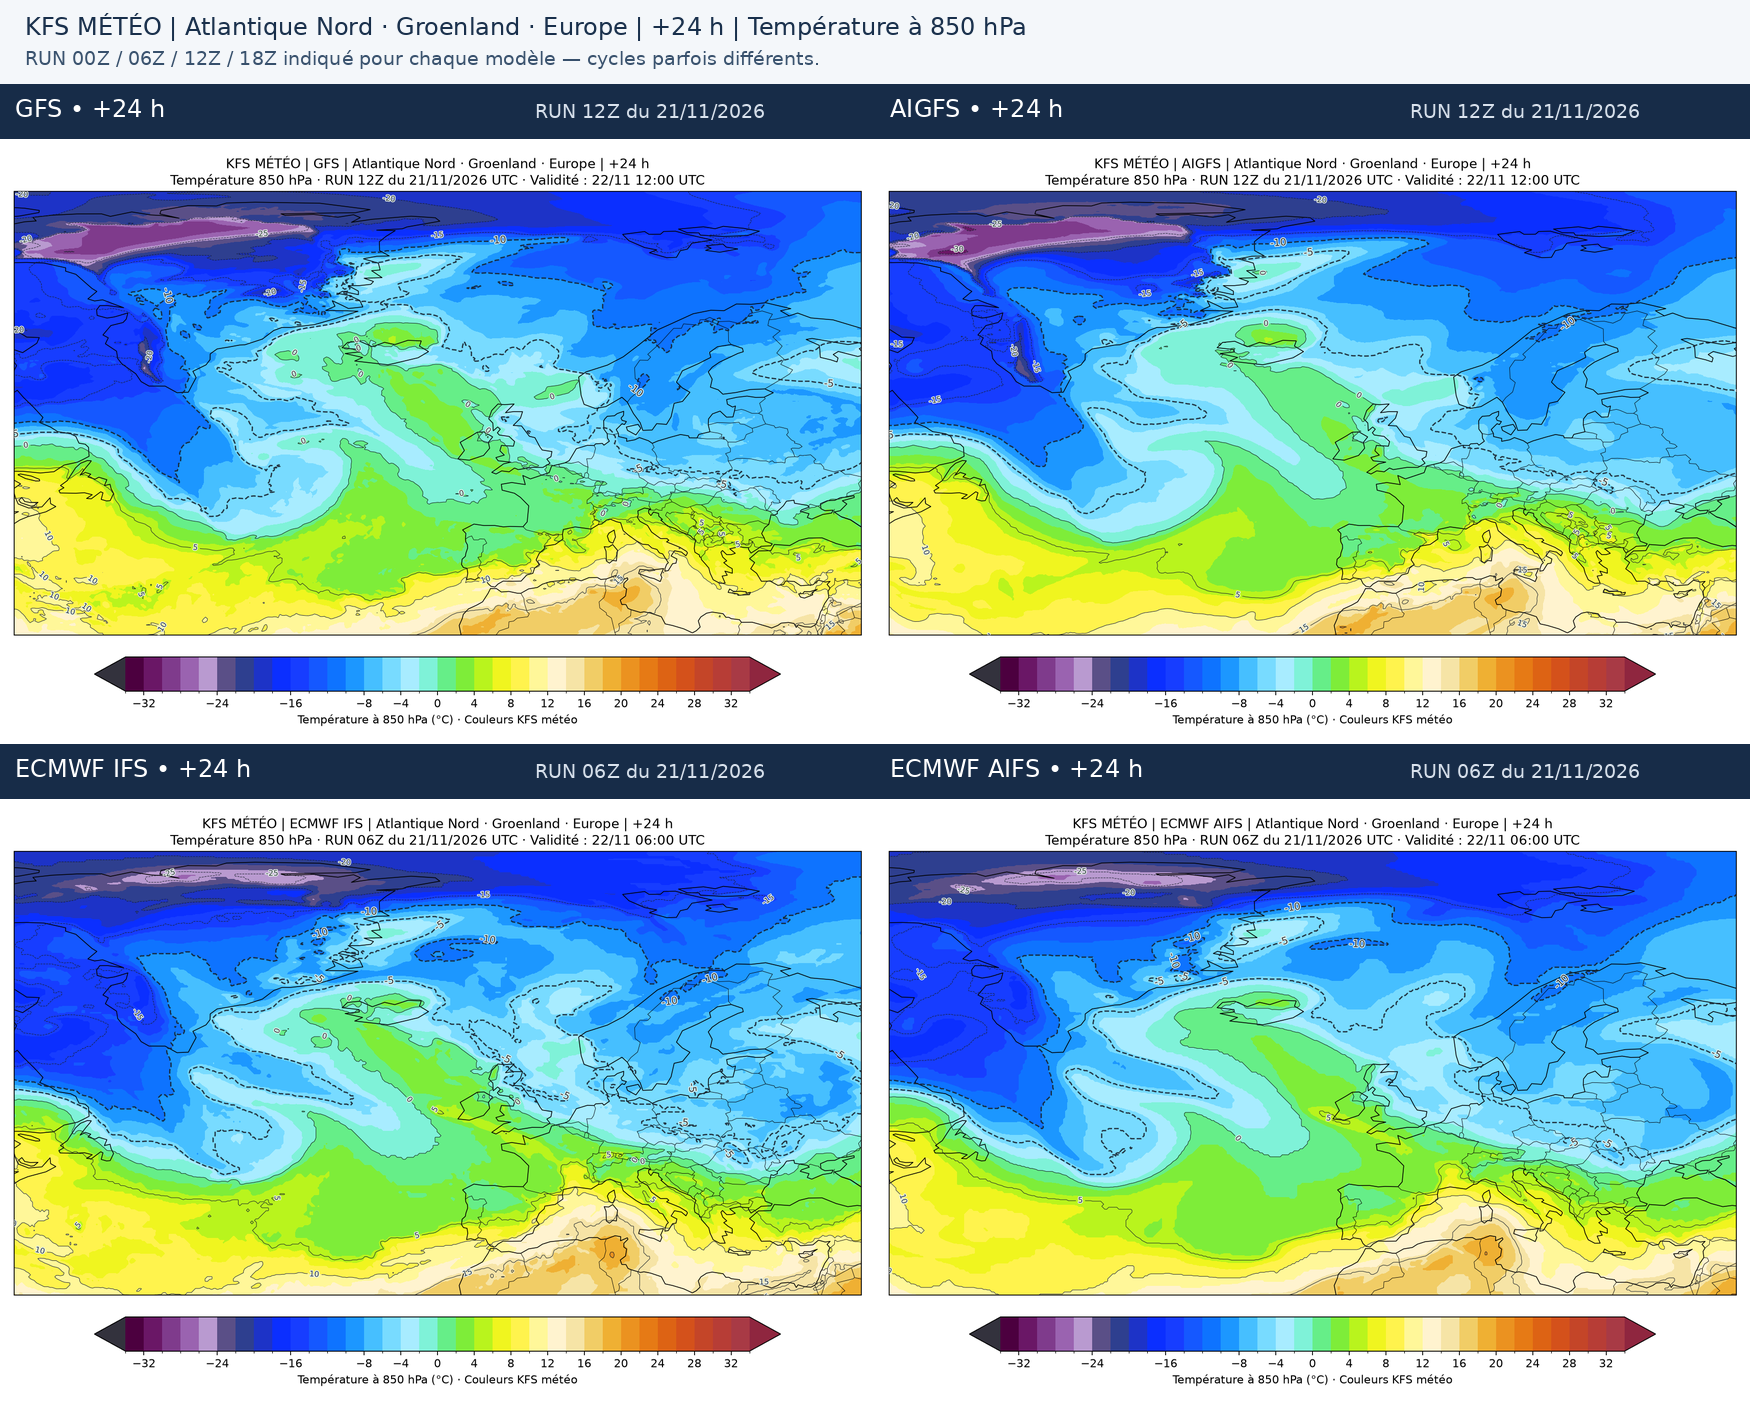 KFS MÉTÉO | Atlantique Nord · Groenland · Europe | +24 h | Température à 850 hPa
RUN 00Z / 06Z / 12Z / 18Z indiqué pour chaque modèle — cycles parfois différents.
GFS • +24 h
RUN 12Z du 21/11/2026
AIGFS • +24 h
RUN 12Z du 21/11/2026
KFS MÉTÉO | GFS | Atlantique Nord · Groenland · Europe | +24 h
Température 850 hPa · RUN 12Z du 21/11/2026 UTC · Validité : 22/11 12:00 UTC
KFS MÉTÉO | AIGFS | Atlantique Nord · Groenland · Europe | +24 h
Température 850 hPa · RUN 12Z du 21/11/2026 UTC · Validité : 22/11 12:00 UTC
−32 −24 −16 −8 −4 0 4 8 12 16 20 24 28 32
Température à 850 hPa (°C) · Couleurs KFS météo
−32 −24 −16 −8 −4 0 4 8 12 16 20 24 28 32
Température à 850 hPa (°C) · Couleurs KFS météo
ECMWF IFS • +24 h
RUN 06Z du 21/11/2026
ECMWF AIFS • +24 h
RUN 06Z du 21/11/2026
KFS MÉTÉO | ECMWF IFS | Atlantique Nord · Groenland · Europe | +24 h
Température 850 hPa · RUN 06Z du 21/11/2026 UTC · Validité : 22/11 06:00 UTC
KFS MÉTÉO | ECMWF AIFS | Atlantique Nord · Groenland · Europe | +24 h
Température 850 hPa · RUN 06Z du 21/11/2026 UTC · Validité : 22/11 06:00 UTC
−32 −24 −16 −8 −4 0 4 8 12 16 20 24 28 32
Température à 850 hPa (°C) · Couleurs KFS météo
−32 −24 −16 −8 −4 0 4 8 12 16 20 24 28 32
Température à 850 hPa (°C) · Couleurs KFS météo